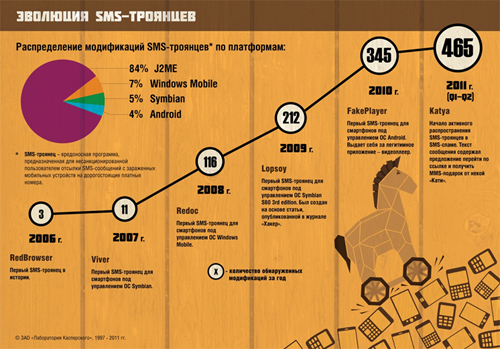 ЭВОЛЮЦИЯ SMS-ТРОЯНЦЕВ
Распределение модификаций SMS-троянцев* по платформам:
84% J2ME
7% Windows Mobile
5% Symbian
4% Android
* SMS-троянец – вредоносная программа,
предназначенная для несанкционированной
пользователем отсылки SMS-сообщений с зараженных
мобильных устройств на дорогостоящие платные
номера.
3
2006 г.
RedBrowser
Первый SMS-троянец в
истории.
11
2007 г.
Viver
Первый SMS-троянец для
смартфонов под
управлением ОС Symbian.
116
2008 г.
Redoc
Первый SMS-троянец для
смартфонов под
управлением ОС Windows
Mobile.
212
2009 г.
Lopsoy
Первый SMS-троянец для
смартфонов под
управлением ОС Symbian
S60 3rd edition. Был создан
на основе статьи,
опубликованной в журнале
«Хакер».
345
2010 г.
FakePlayer
Первый SMS-троянец для
смартфонов под
управлением ОС Android.
Выдает себя за легитимное
приложение – видеоплеер.
465
2011 г.
(Q1-Q2)
Katya
Начало активного
распространения
SMS-троянцев в
SMS-спаме. Текст
сообщения содержал
предложение перейти по
ссылке и получить
MMS-подарок от некой
«Кати».
X - количество обнаруженных
модификаций за год
© ЗАО «Лаборатория Касперского», 1997 - 2011 гг.